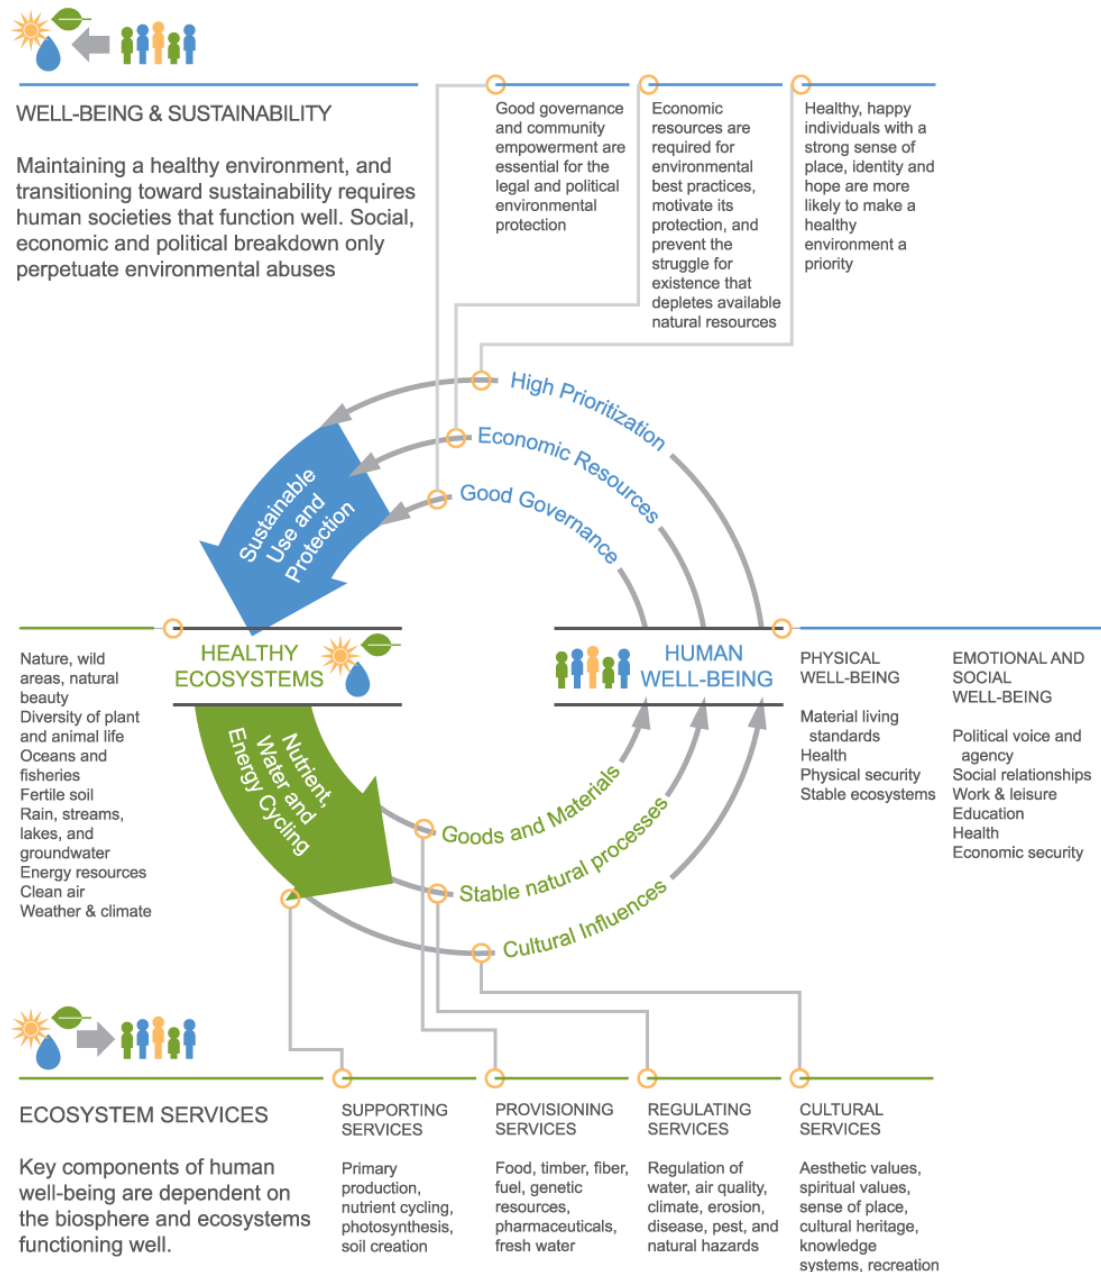 WELL-BEING & SUSTAINABILITY
Maintaining a healthy environment, and
transitioning toward sustainability requires
human societies that function well. Social,
economic and political breakdown only
perpetuate environmental abuses
Good governance
and community
empowerment are
essential for the
legal and political
environmental
protection
Economic
resources are
required for
environmental
best practices,
motivate its
protection, and
prevent the
struggle for
existence that
depletes available
natural resources
Healthy, happy
individuals with a
strong sense of
place, identity and
hope are more
likely to make a
healthy
environment a
priority
High Prioritization
Economic Resources
Good Governance
Sustainable
Use and
Protection
HEALTHY
ECOSYSTEMS
HUMAN
WELL-BEING
Nature, wild
areas, natural
beauty
Diversity of plant
and animal life
Oceans and
fisheries
Fertile soil
Rain, streams,
lakes, and
groundwater
Energy resources
Clean air
Weather & climate
PHYSICAL
WELL-BEING
Material living
standards
Health
Physical security
Stable ecosystems
EMOTIONAL AND
SOCIAL
WELL-BEING
Political voice and
agency
Social relationships
Work & leisure
Education
Health
Economic security
Nutrient,
Water and
Energy Cycling
Goods and Materials
Stable natural processes
Cultural Influences
ECOSYSTEM SERVICES
Key components of human
well-being are dependent on
the biosphere and ecosystems
functioning well.
SUPPORTING
SERVICES
Primary
production,
nutrient cycling,
photosynthesis,
soil creation
PROVISIONING
SERVICES
Food, timber, fiber,
fuel, genetic
resources,
pharmaceuticals,
fresh water
REGULATING
SERVICES
Regulation of
water, air quality,
climate, erosion,
disease, pest, and
natural hazards
CULTURAL
SERVICES
Aesthetic values,
spiritual values,
sense of place,
cultural heritage,
knowledge
systems, recreation